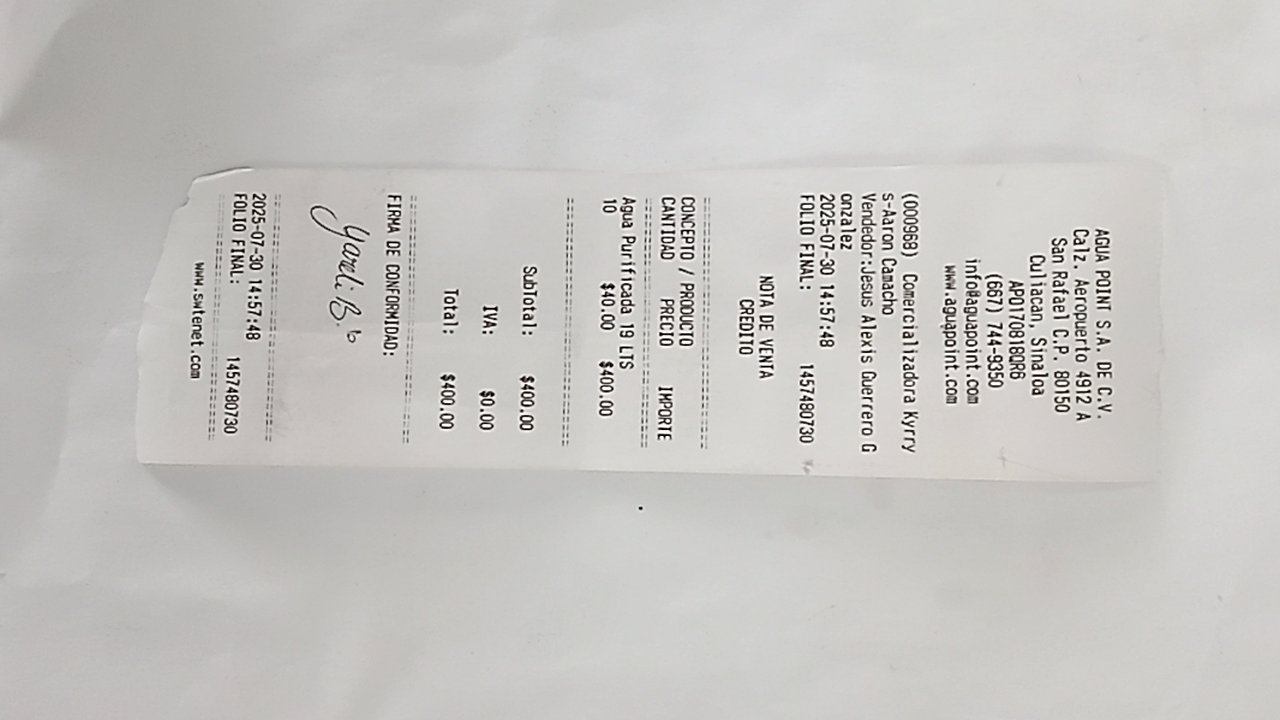 AGUA POINT S.A. DE C.V.
Calz. Aeropuerto 4912 A
San Rafael C.P. 80150
Culiacan, Sinaloa
APO170818QR6
(667) 744-9350
info@aguapoint.com
www.aguapoint.com
(000969) Comercializadora Kyrry
s-Aaron Camacho
Vendedor:Jesus Alexis Guerrero G
onzalez
2025-07-30 14:57:48
FOLIO FINAL: 1457480730
NOTA DE VENTA
CREDITO
CONCEPTO / PRODUCTO
CANTIDAD PRECIO IMPORTE
Agua Purificada 19 LTS
10 $40.00 $400.00
SubTotal: $400.00
IVA: $0.00
Total: $400.00
FIRMA DE CONFORMIDAD:
Yareli B.
2025-07-30 14:57:48
FOLIO FINAL: 1457480730
www.swtenet.com